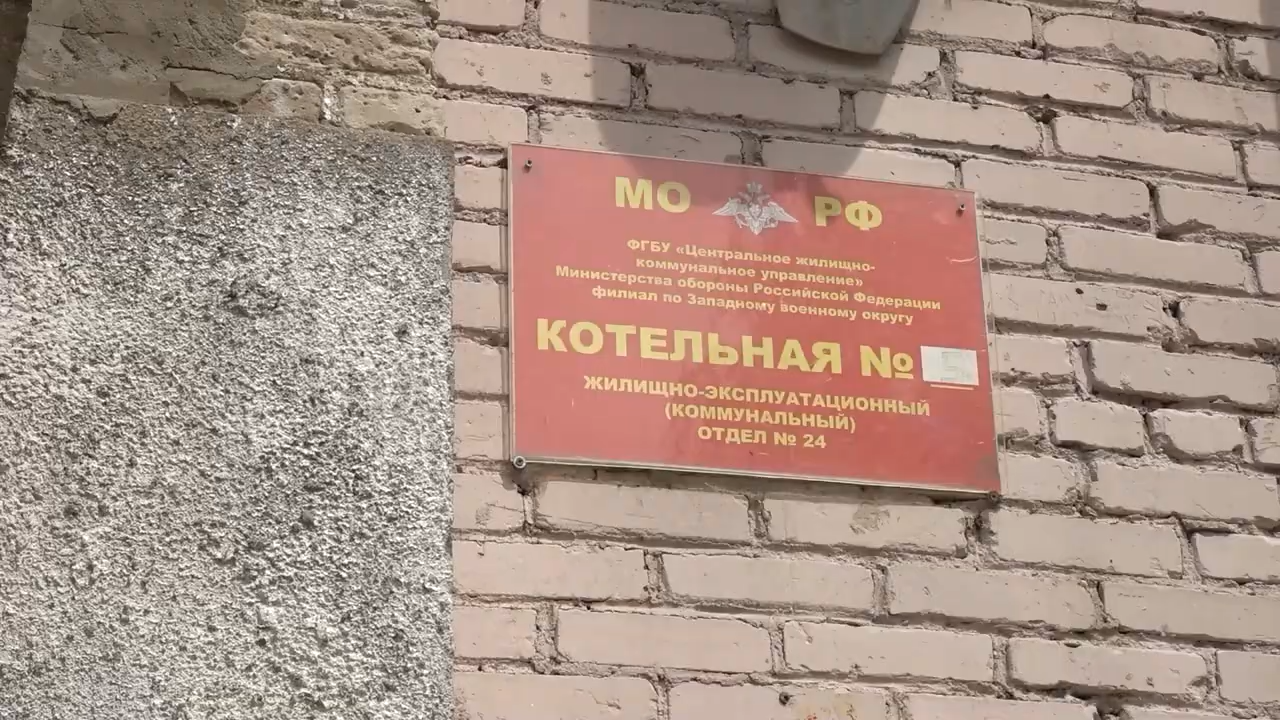 МО РФ
ФГБУ «Центральное жилищно-
коммунальное управление»
Министерства обороны Российской Федерации
филиал по Западному военному округу
КОТЕЛЬНАЯ №
ЖИЛИЩНО-ЭКСПЛУАТАЦИОННЫЙ
(КОММУНАЛЬНЫЙ)
ОТДЕЛ № 24